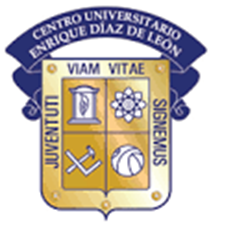 CENTRO UNIVERSITARIO
ENRIQUE DÍAZ DE LEÓN
JUVENTUTI
VIAM VITAE
SIGNEMUS